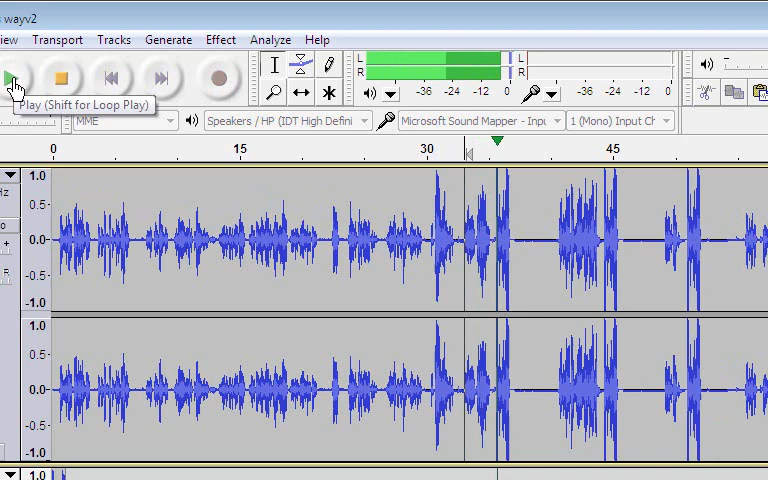 s wayv2
iew Transport Tracks Generate Effect Analyze Help
L
R
-36 -24 -12 0
L
R
-36 -24 -12 0
Play (Shift for Loop Play)
MME
Speakers / HP (IDT High Defini
Microsoft Sound Mapper - Inpu
1 (Mono) Input Ch
0 15 30 45
Hz
o
+
R
1.0
0.5
0.0
-0.5
-1.0
1.0
0.5
0.0
-0.5
-1.0
1.0